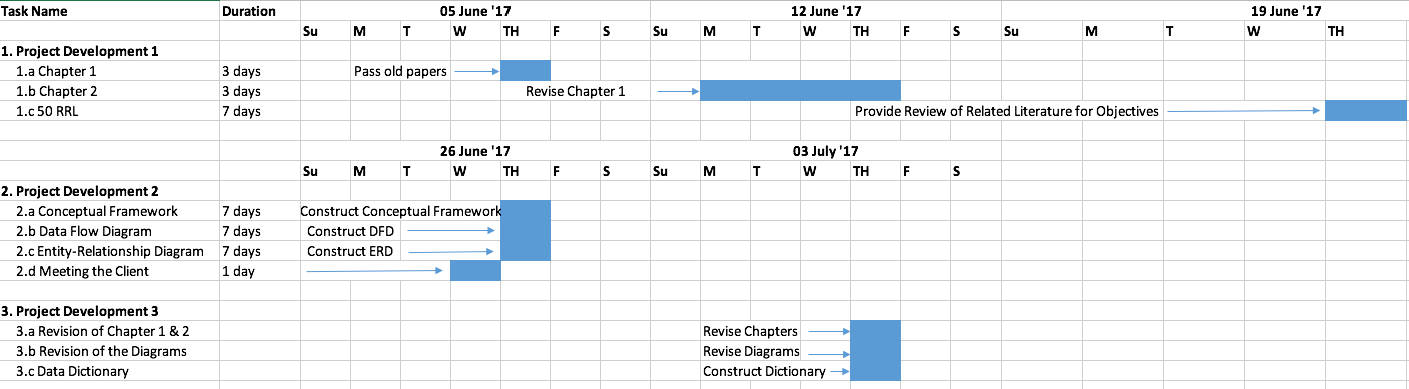 Task Name Duration 05 June '17 12 June '17 19 June '17
Su M T W TH F S Su M T W TH F S Su M T W TH
1. Project Development 1
1.a Chapter 1 3 days Pass old papers
1.b Chapter 2 3 days Revise Chapter 1
1.c 50 RRL 7 days Provide Review of Related Literature for Objectives
26 June '17 03 July '17
Su M T W TH F S Su M T W TH F S
2. Project Development 2
2.a Conceptual Framework 7 days Construct Conceptual Framework
2.b Data Flow Diagram 7 days Construct DFD
2.c Entity-Relationship Diagram 7 days Construct ERD
2.d Meeting the Client 1 day
3. Project Development 3
3.a Revision of Chapter 1 & 2 Revise Chapters
3.b Revision of the Diagrams Revise Diagrams
3.c Data Dictionary Construct Dictionary